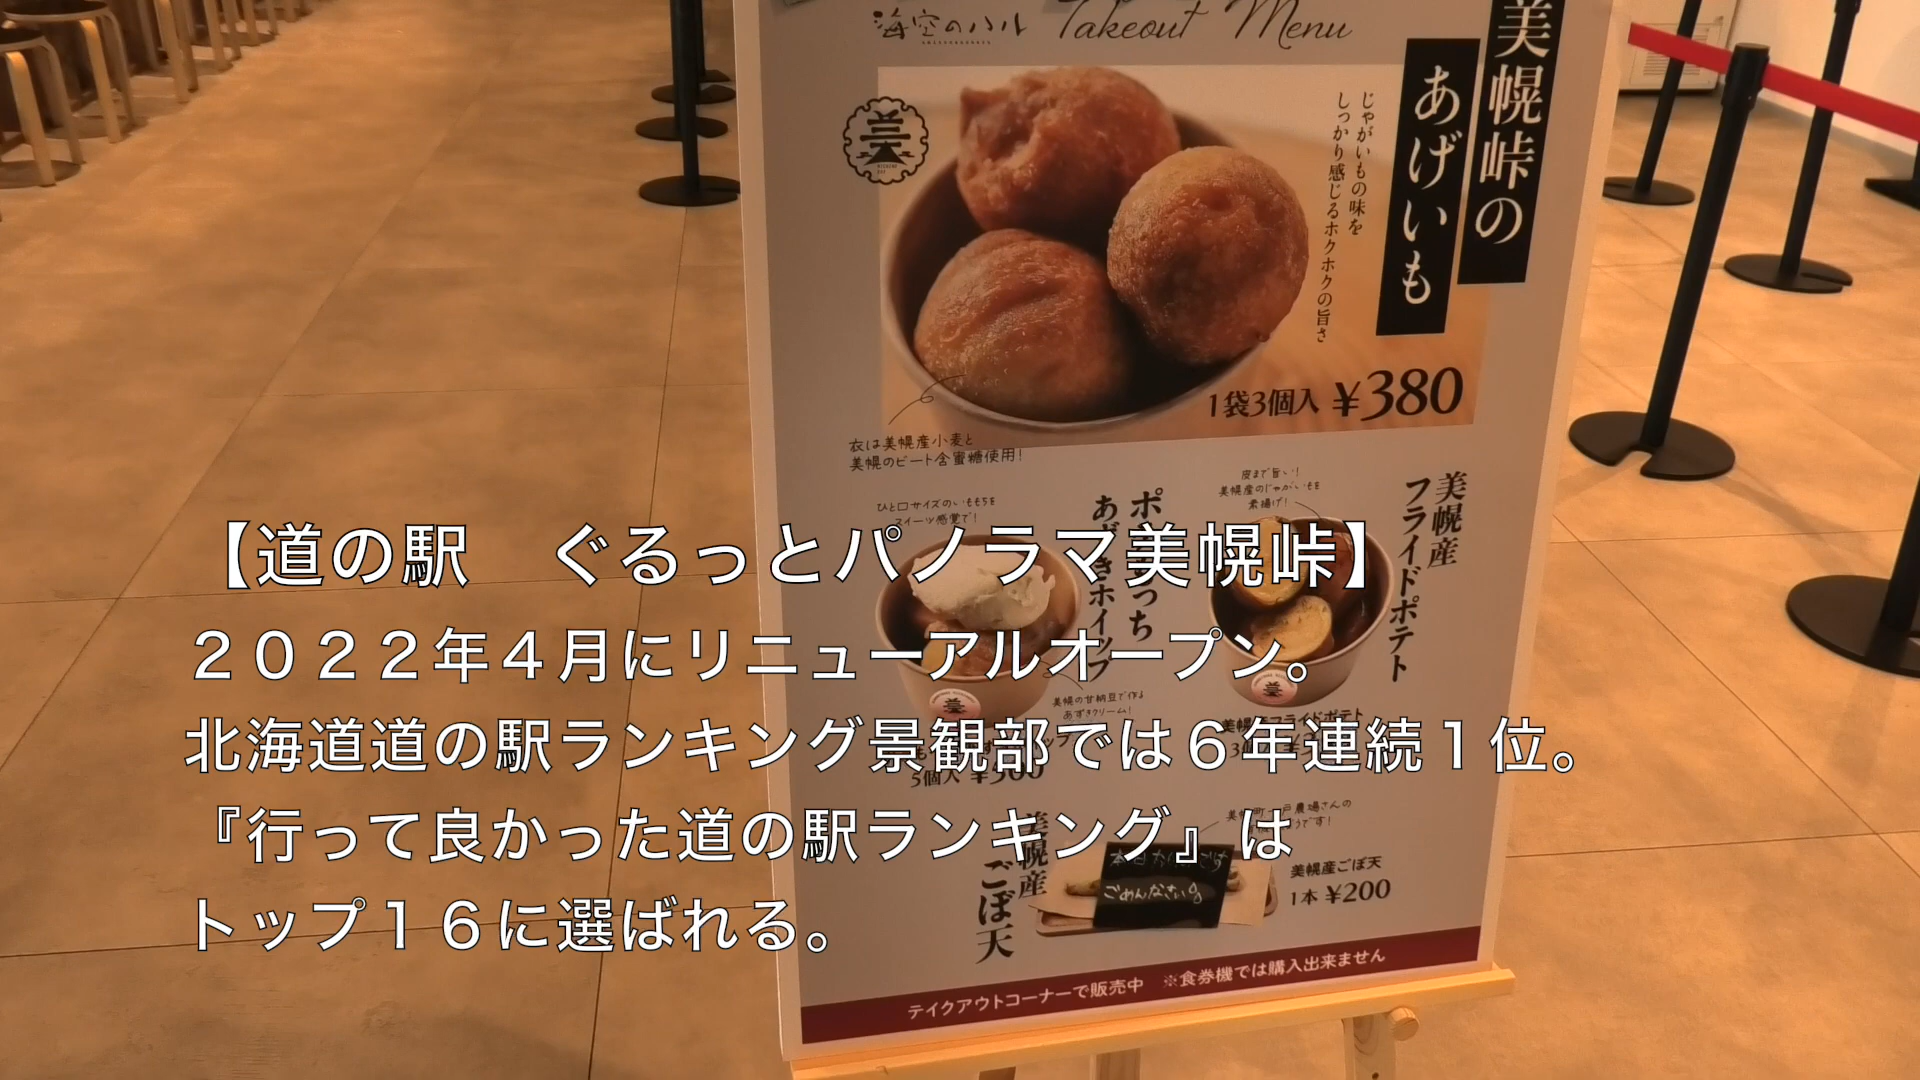 海空のハル Takeout Menu
美幌峠の
あげいも
じゃがいもの味を
しっかり感じるホクホクの旨さ
1袋3個入 ¥380
衣は美幌産小麦と
美幌のビート含蜜糖使用!
ひと口サイズのいももちを
スイーツ感覚で!
皮まで旨い!
美幌産のじゃがいもを
素揚げ!
美幌産
フライドポテト
【道の駅　ぐるっとパノラマ美幌峠】
２０２２年４月にリニューアルオープン。
北海道道の駅ランキング景観部では６年連続１位。
『行って良かった道の駅ランキング』は
トップ１６に選ばれる。
美幌の甘納豆で作る
あずきクリーム!
5個入 ¥300
美幌産
ごぼ天
ごめんなさい
美幌産ごぼ天
1本 ¥200
テイクアウトコーナーで販売中　※食券機では購入出来ません